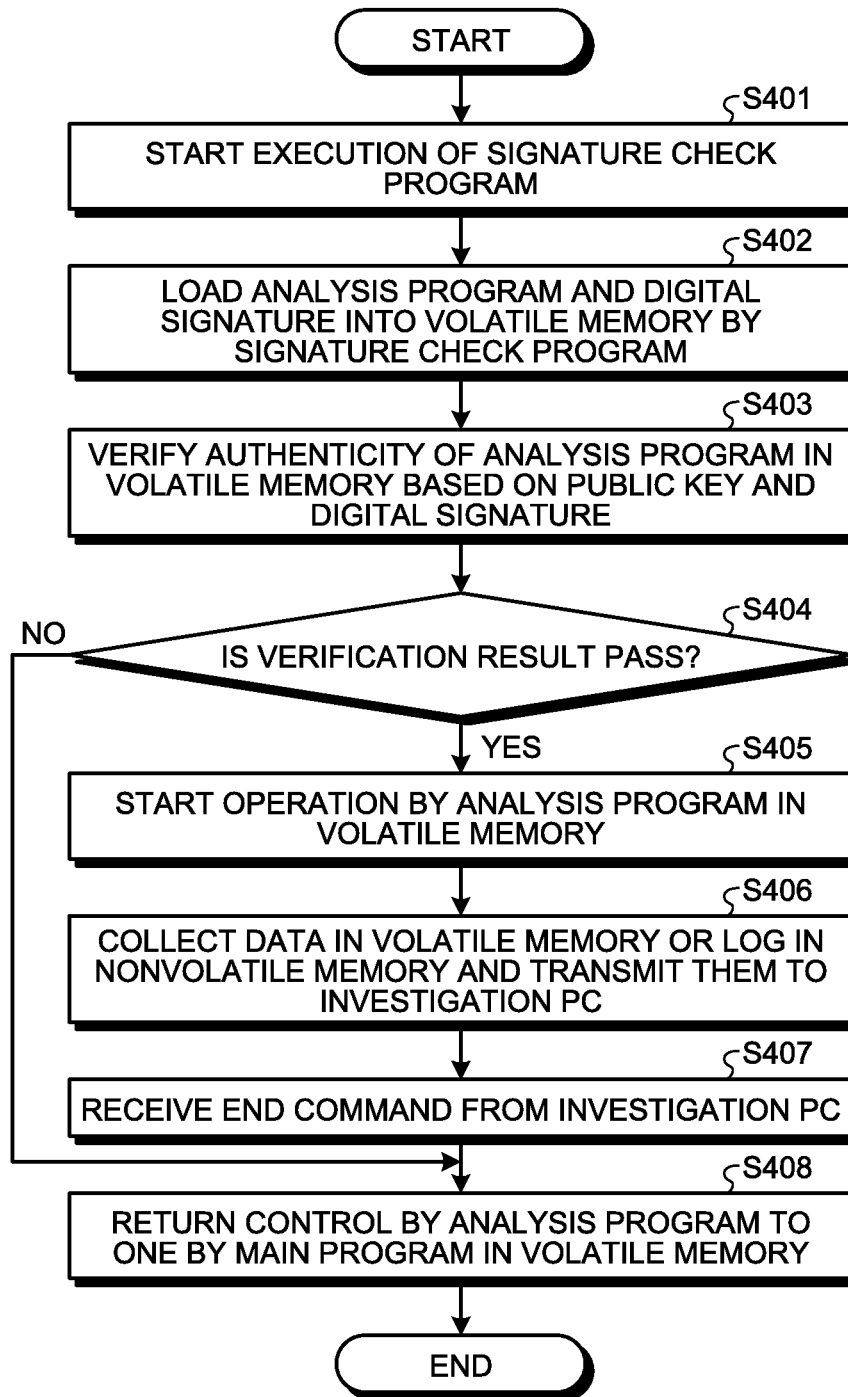 START
S401
START EXECUTION OF SIGNATURE CHECK
PROGRAM
S402
LOAD ANALYSIS PROGRAM AND DIGITAL
SIGNATURE INTO VOLATILE MEMORY BY
SIGNATURE CHECK PROGRAM
S403
VERIFY AUTHENTICITY OF ANALYSIS PROGRAM IN
VOLATILE MEMORY BASED ON PUBLIC KEY AND
DIGITAL SIGNATURE
S404
NO
IS VERIFICATION RESULT PASS?
YES
S405
START OPERATION BY ANALYSIS PROGRAM IN
VOLATILE MEMORY
S406
COLLECT DATA IN VOLATILE MEMORY OR LOG IN
NONVOLATILE MEMORY AND TRANSMIT THEM TO
INVESTIGATION PC
S407
RECEIVE END COMMAND FROM INVESTIGATION PC
S408
RETURN CONTROL BY ANALYSIS PROGRAM TO
ONE BY MAIN PROGRAM IN VOLATILE MEMORY
END